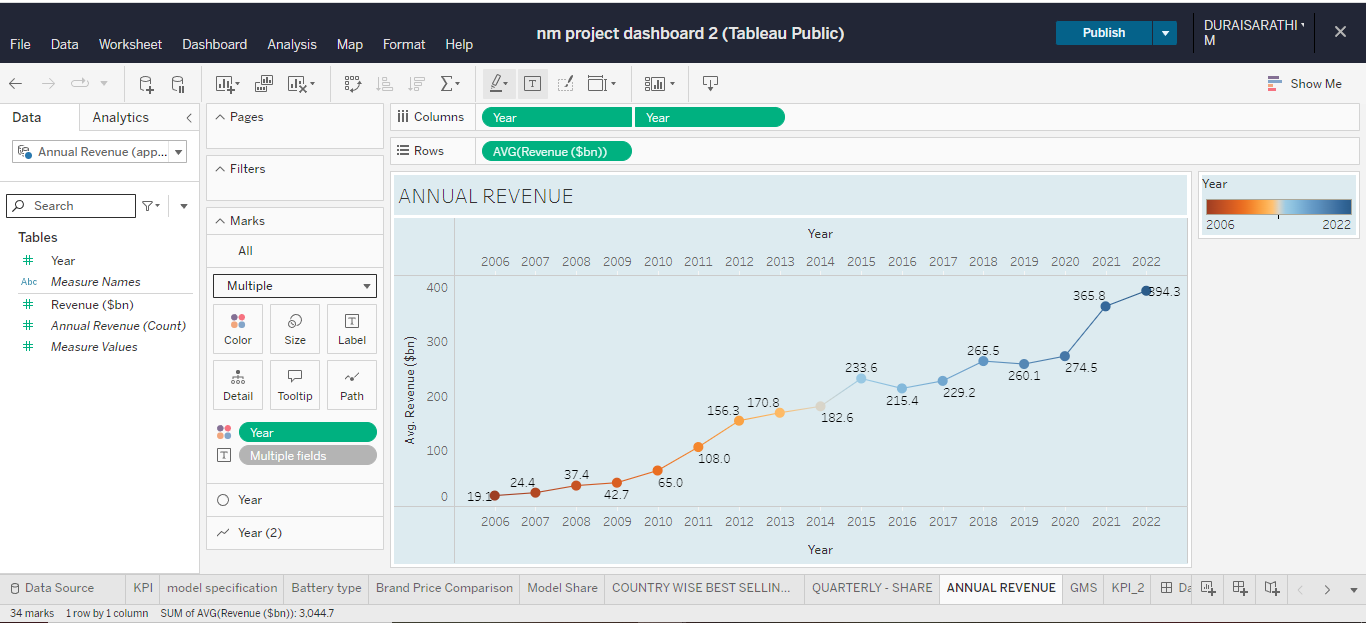 nm project dashboard 2 (Tableau Public)
Publish
DURAISARATHI
M
File Data Worksheet Dashboard Analysis Map Format Help
Show Me
Data Analytics
Annual Revenue (app...
Search
Tables
Year
Abc Measure Names
Revenue ($bn)
Annual Revenue (Count)
Measure Values
Pages
Filters
Marks
All
Multiple
Color Size Label
Detail Tooltip Path
Year
Multiple fields
Year
Year (2)
Columns Year Year
Rows AVG(Revenue ($bn))
ANNUAL REVENUE
Year
2006 2007 2008 2009 2010 2011 2012 2013 2014 2015 2016 2017 2018 2019 2020 2021 2022
Avg. Revenue ($bn)
400
300
200
100
0
19.1
24.4
37.4
42.7
65.0
108.0
156.3
170.8
182.6
233.6
215.4
229.2
265.5
260.1
274.5
365.8
394.3
2006 2007 2008 2009 2010 2011 2012 2013 2014 2015 2016 2017 2018 2019 2020 2021 2022
Year
Year
2006 2022
Data Source KPI model specification Battery type Brand Price Comparison Model Share COUNTRY WISE BEST SELLIN... QUARTERLY - SHARE ANNUAL REVENUE GMS KPI_2 Da
34 marks 1 row by 1 column SUM of AVG(Revenue ($bn)): 3,044.7